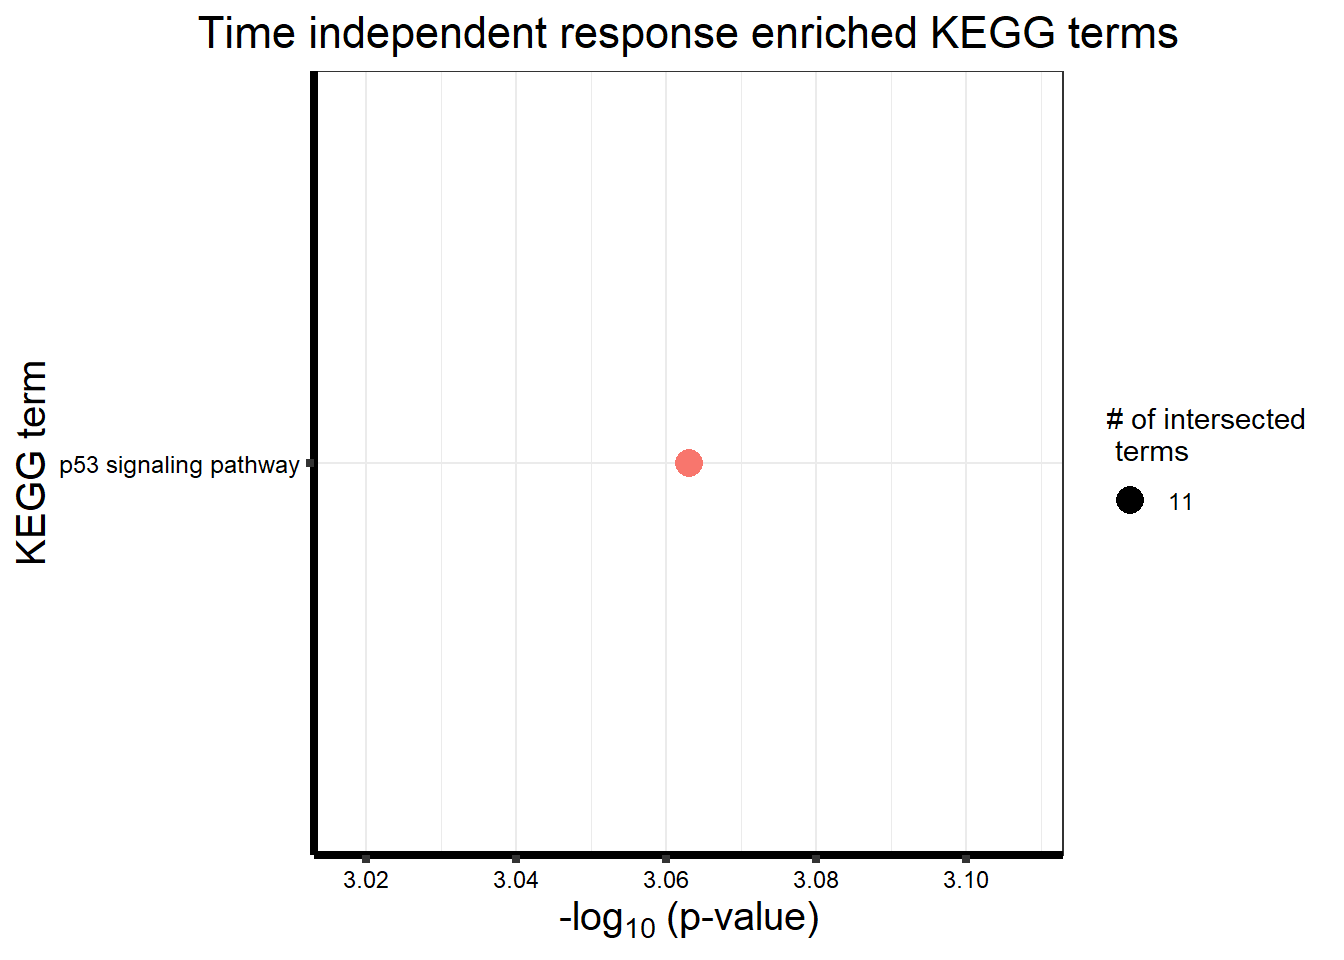 Time independent response enriched KEGG terms
KEGG term
p53 signaling pathway
3.02 3.04 3.06 3.08 3.10
-log10 (p-value)
# of intersected
terms
11